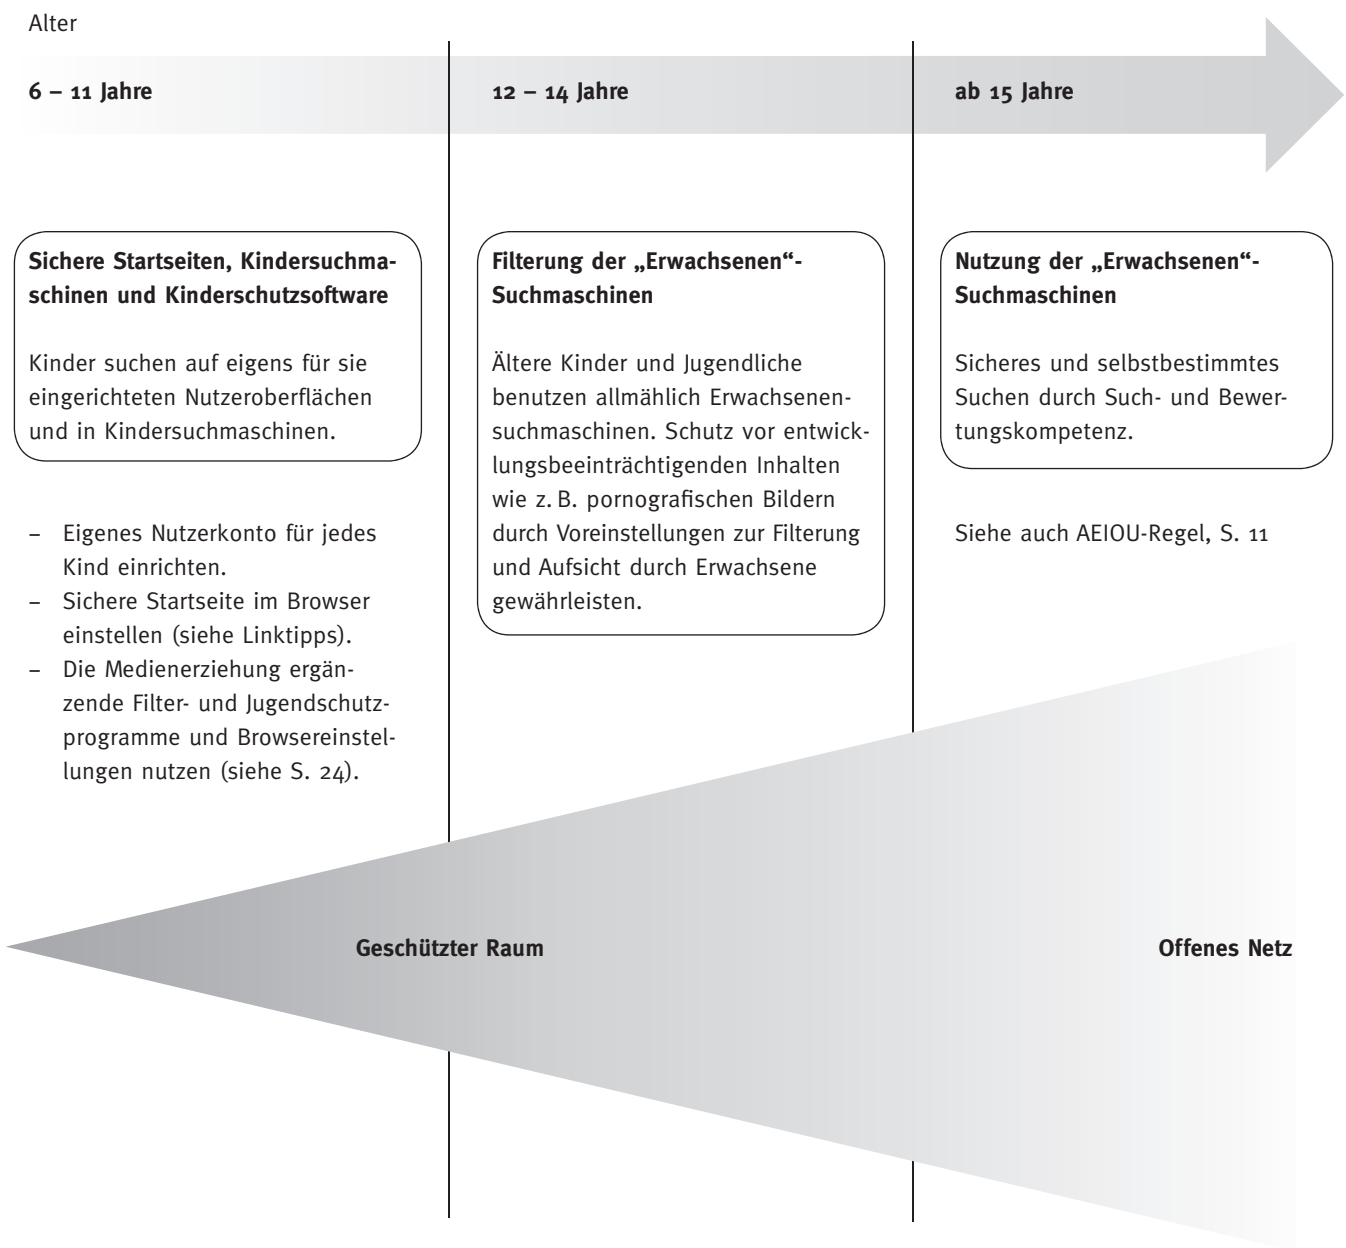 Alter
6 – 11 Jahre
12 – 14 Jahre
ab 15 Jahre
Sichere Startseiten, Kindersuchma-
schinen und Kinderschutzsoftware
Kinder suchen auf eigens für sie
eingerichteten Nutzeroberflächen
und in Kindersuchmaschinen.
– Eigenes Nutzerkonto für jedes
Kind einrichten.
– Sichere Startseite im Browser
einstellen (siehe Linktipps).
– Die Medienerziehung ergän-
zende Filter- und Jugendschutz-
programme und Browsereinstel-
lungen nutzen (siehe S. 24).
Filterung der „Erwachsenen“-
Suchmaschinen
Ältere Kinder und Jugendliche
benutzen allmählich Erwachsenen-
suchmaschinen. Schutz vor entwick-
lungsbeeinträchtigenden Inhalten
wie z. B. pornografischen Bildern
durch Voreinstellungen zur Filterung
und Aufsicht durch Erwachsene
gewährleisten.
Nutzung der „Erwachsenen“-
Suchmaschinen
Sicheres und selbstbestimmtes
Suchen durch Such- und Bewer-
tungskompetenz.
Siehe auch AEIOU-Regel, S. 11
Geschützter Raum
Offenes Netz